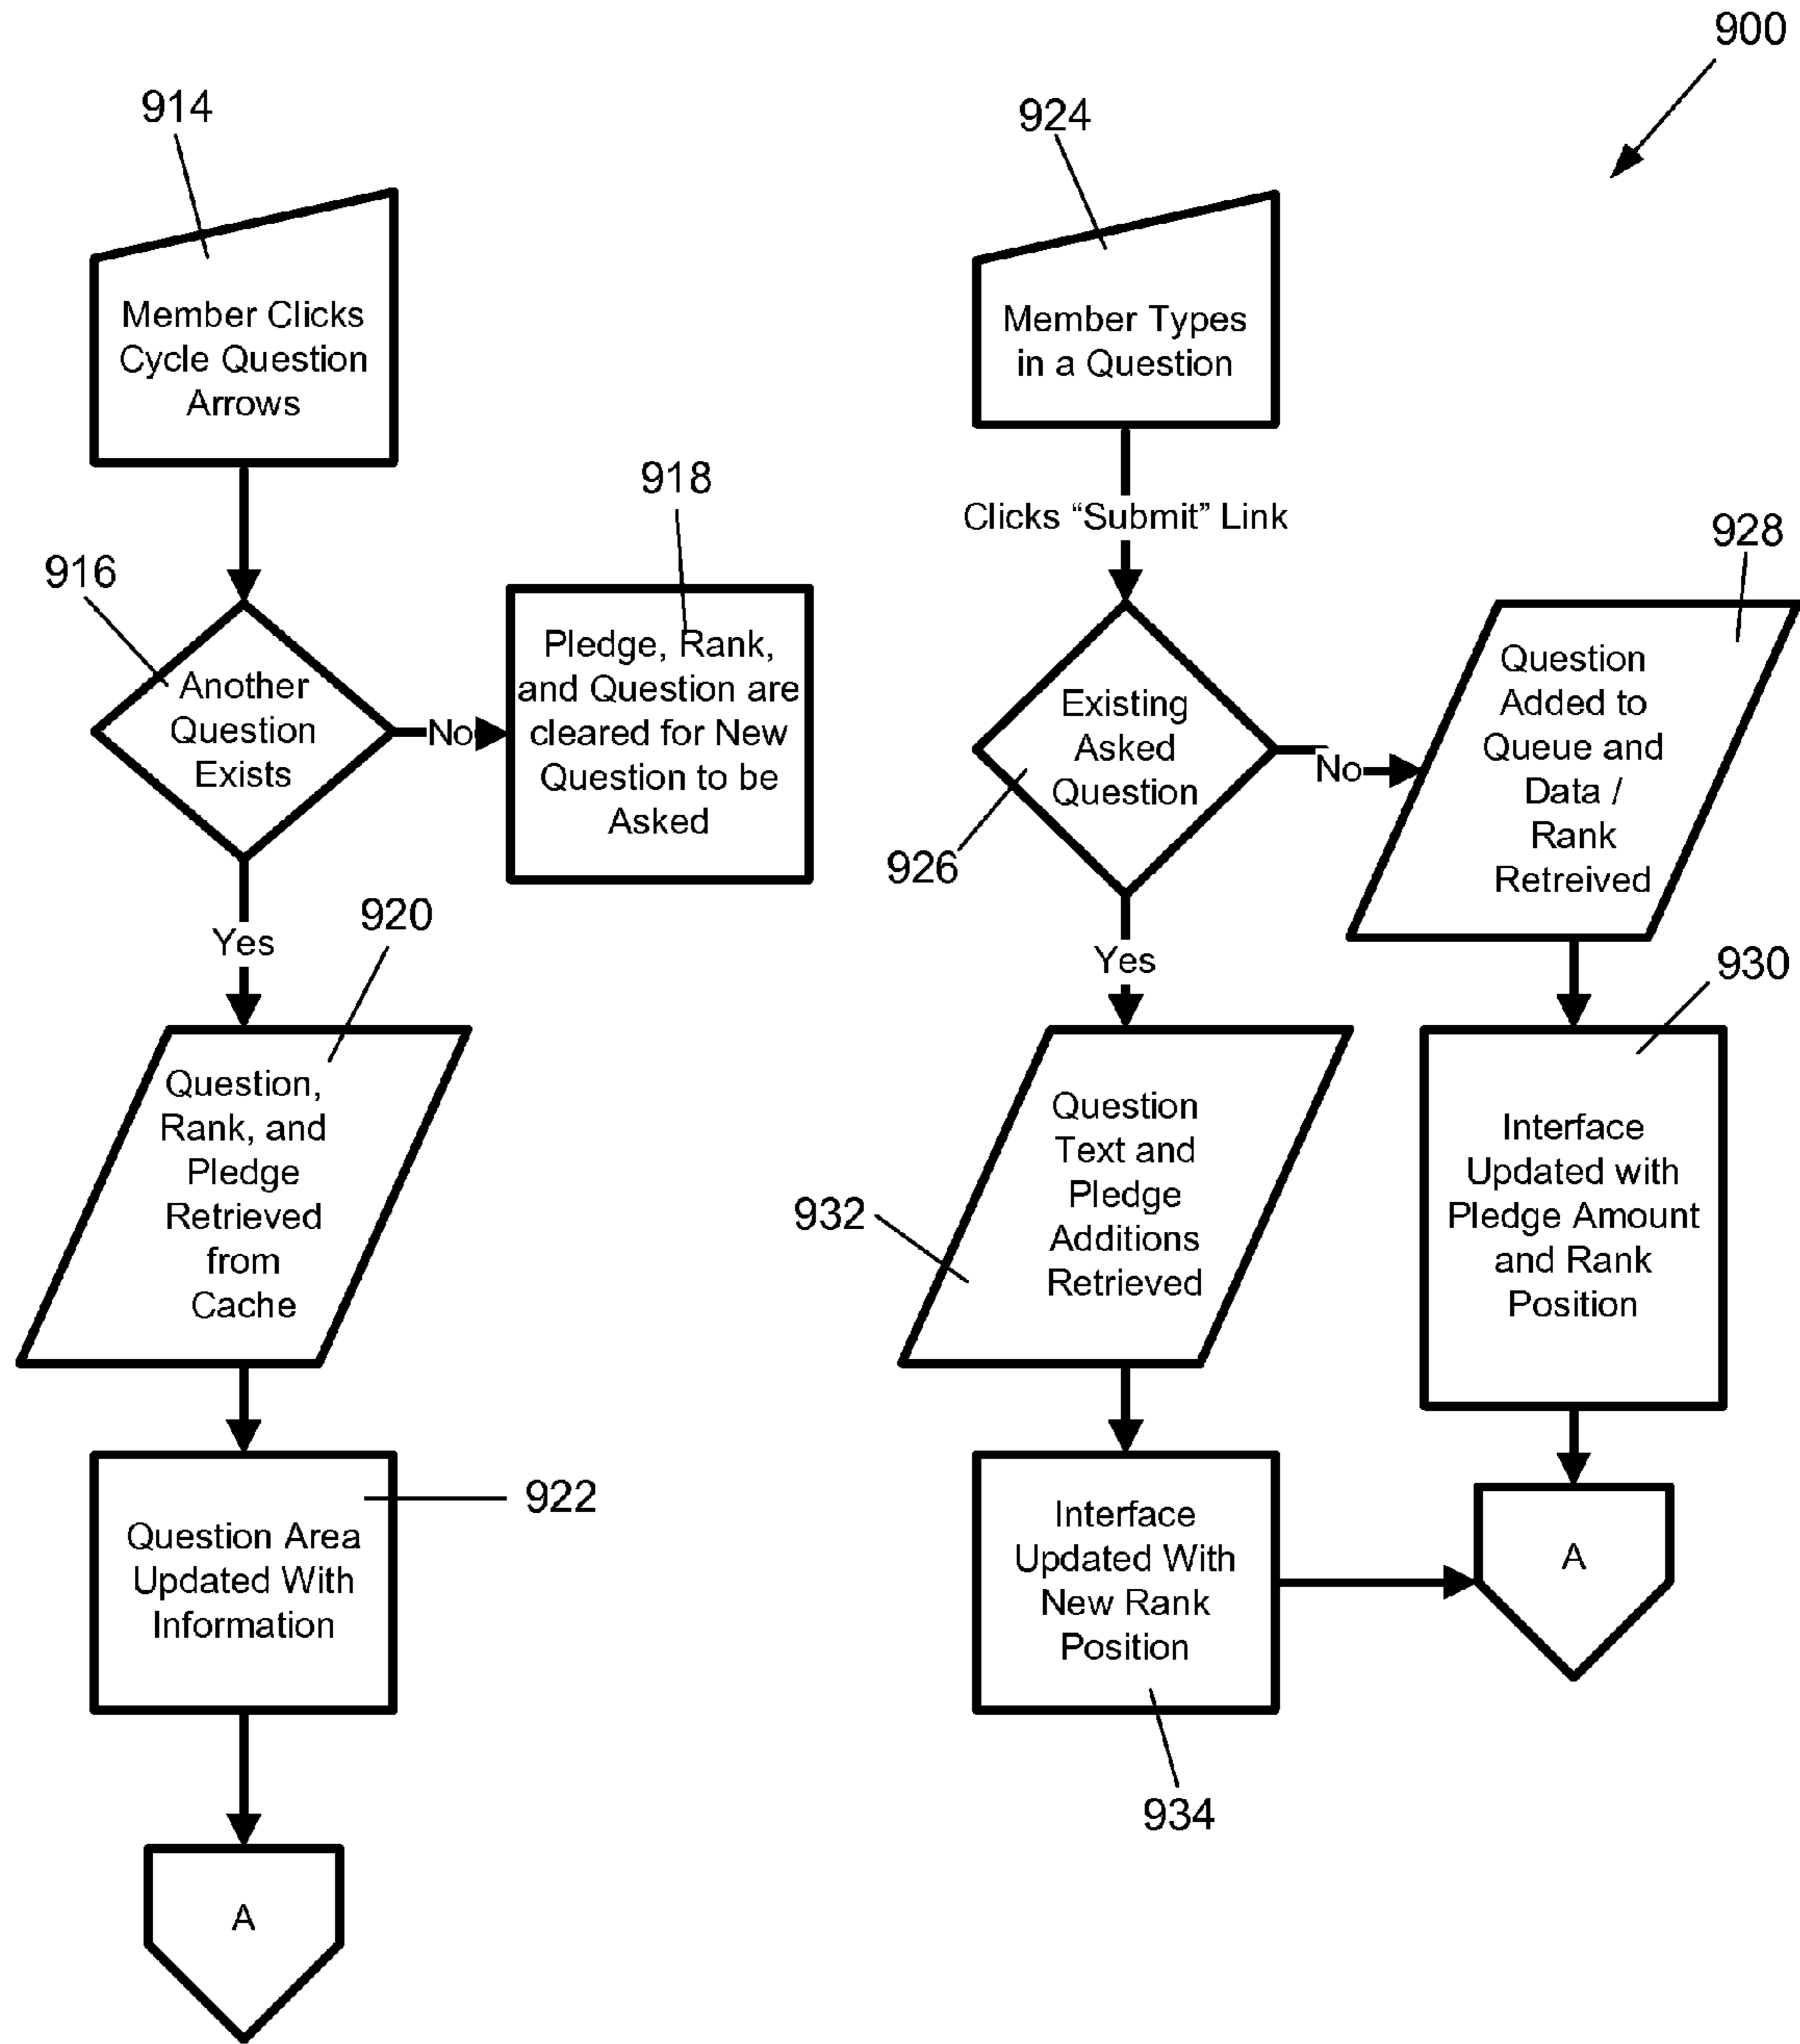 900
914
Member Clicks
Cycle Question
Arrows
916
Another
Question
Exists
No
918
Pledge, Rank,
and Question are
cleared for New
Question to be
Asked
Yes
920
Question,
Rank, and
Pledge
Retrieved
from
Cache
922
Question Area
Updated With
Information
A
924
Member Types
in a Question
Clicks “Submit” Link
926
Existing
Asked
Question
No
928
Question
Added to
Queue and
Data /
Rank
Retreived
930
Interface
Updated with
Pledge Amount
and Rank
Position
Yes
932
Question
Text and
Pledge
Additions
Retrieved
Interface
Updated With
New Rank
Position
934
A